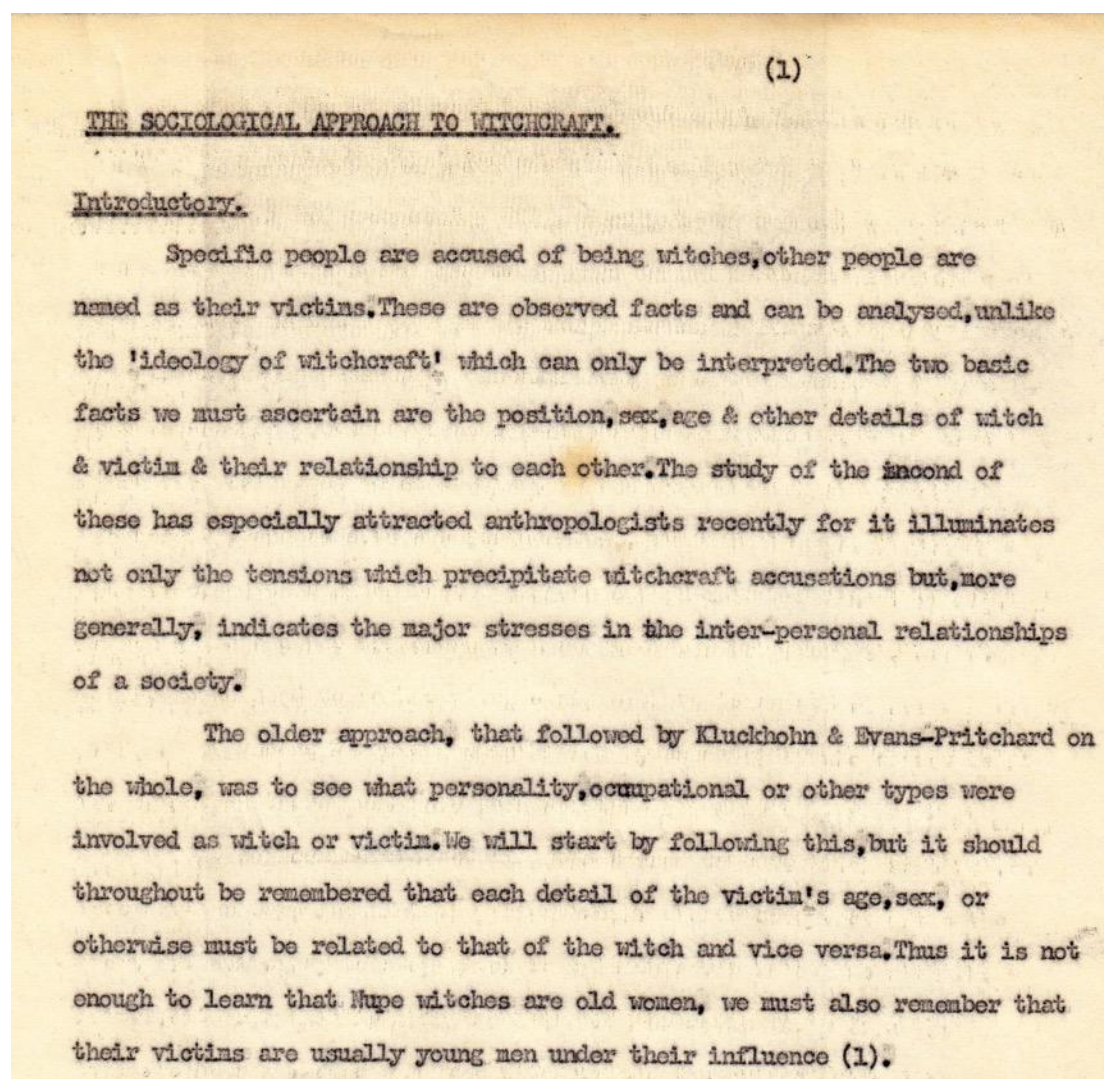 (1)
THE SOCIOLOGICAL APPROACH TO WITCHCRAFT.
Introductory.
Specific people are accused of being witches,other people are
named as their victims.These are observed facts and can be analysed,unlike
the 'ideology of witchcraft' which can only be interpreted.The two basic
facts we must ascertain are the position,sex,age & other details of witch
& victim & their relationship to each other.The study of the second of
these has especially attracted anthropologists recently for it illuminates
not only the tensions which precipitate witchcraft accusations but,more
generally, indicates the major stresses in the inter-personal relationships
of a society.
The older approach, that followed by Kluckhohn & Evans-Pritchard on
the whole, was to see what personality,occupational or other types were
involved as witch or victim.We will start by following this,but it should
throughout be remembered that each detail of the victim's age,sex, or
otherwise must be related to that of the witch and vice versa.Thus it is not
enough to learn that Nupe witches are old women, we must also remember that
their victims are usually young men under their influence (1).